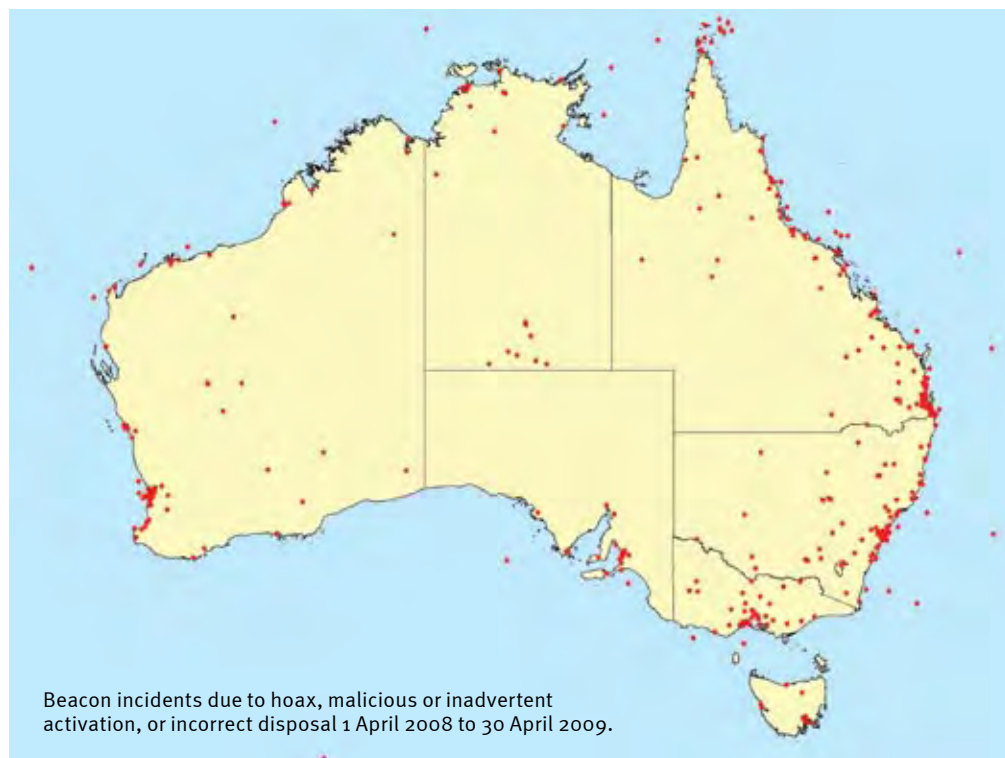 Beacon incidents due to hoax, malicious or inadvertent
activation, or incorrect disposal 1 April 2008 to 30 April 2009.